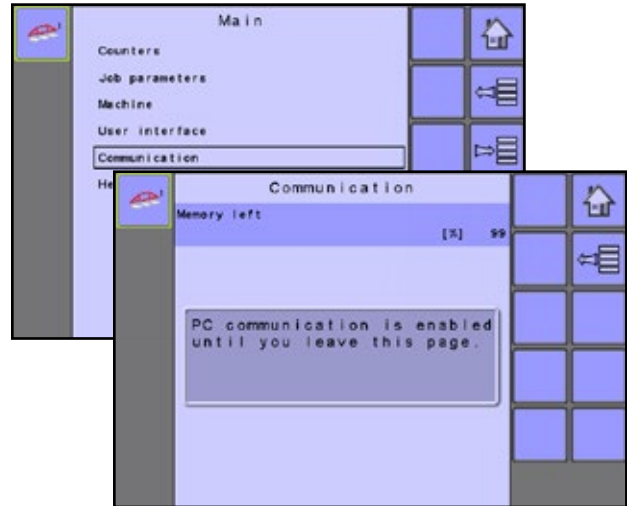 Main
Counters
Job parameters
Machine
User interface
Communication
He
Communication
Memory left
[%] 99
PC communication is enabled
until you leave this page.